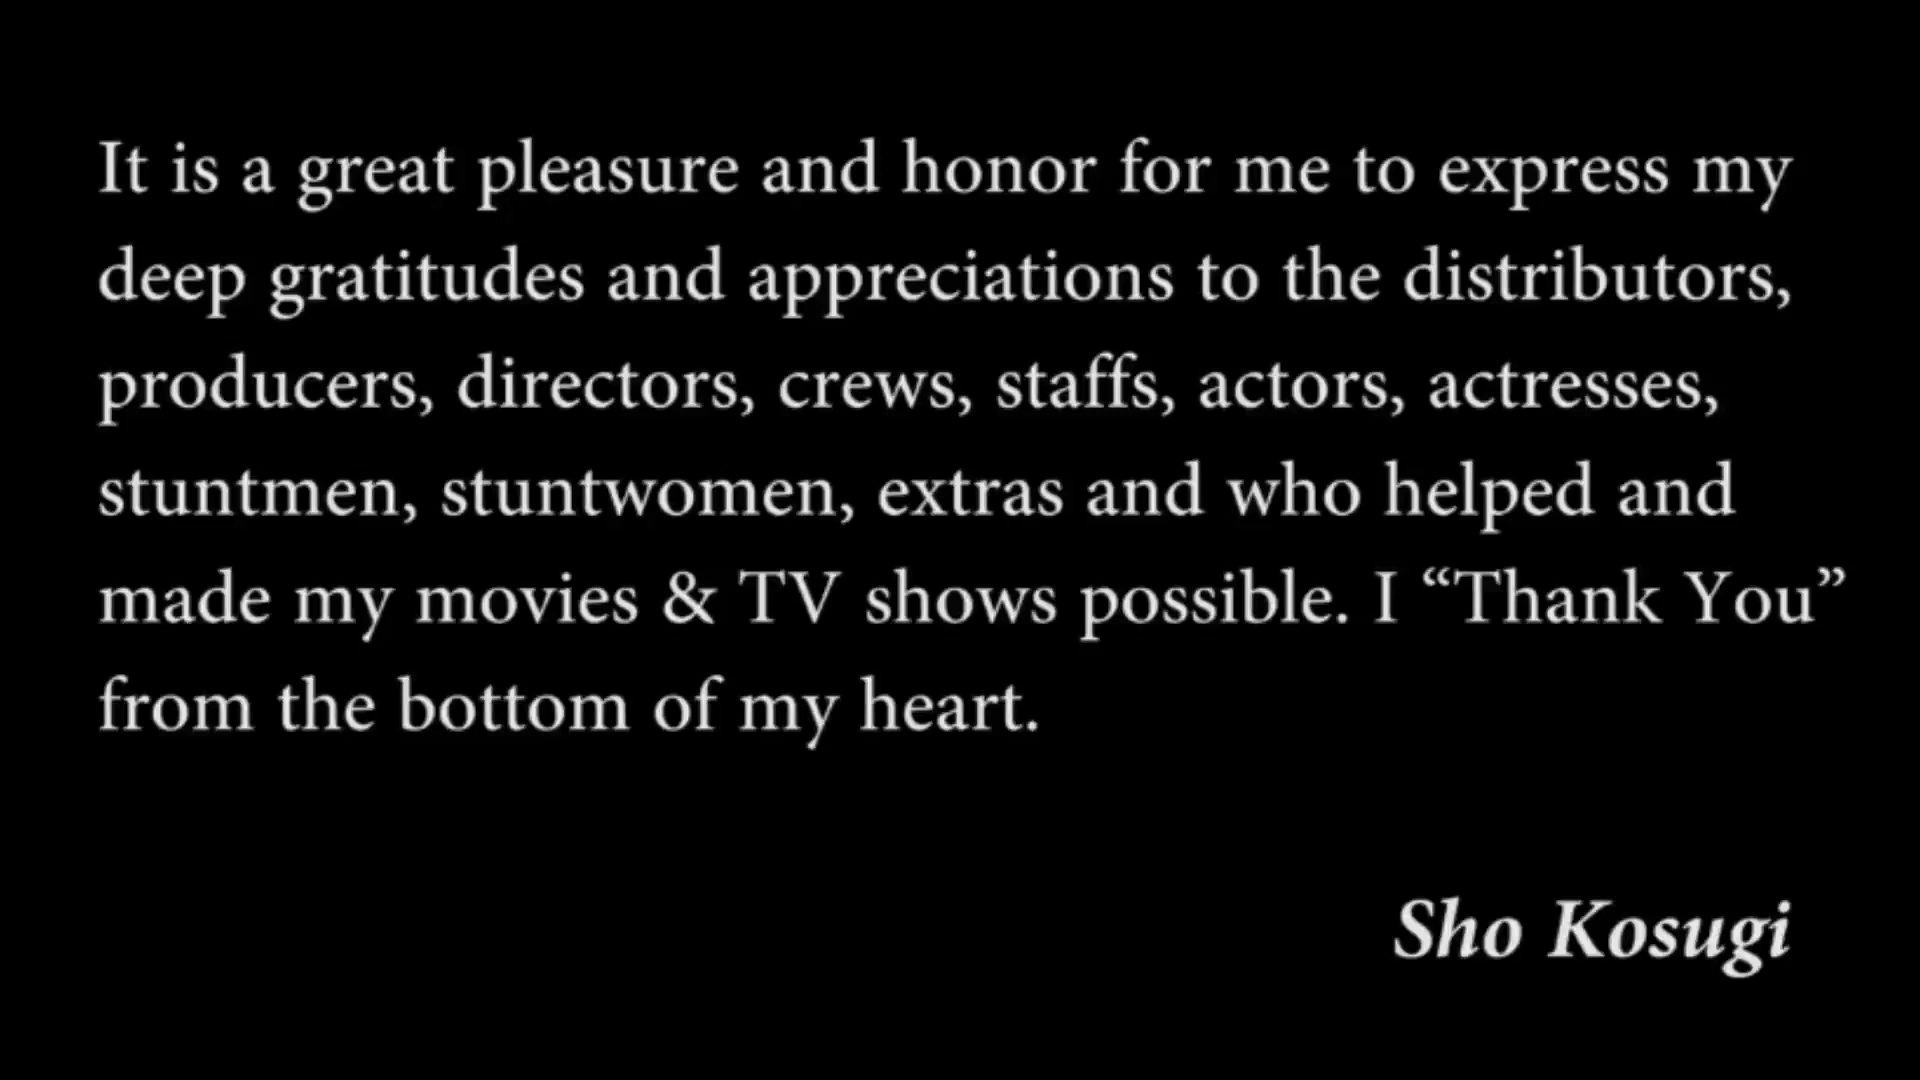 It is a great pleasure and honor for me to express my
deep gratitudes and appreciations to the distributors,
producers, directors, crews, staffs, actors, actresses,
stuntmen, stuntwomen, extras and who helped and
made my movies & TV shows possible. I “Thank You”
from the bottom of my heart.
Sho Kosugi